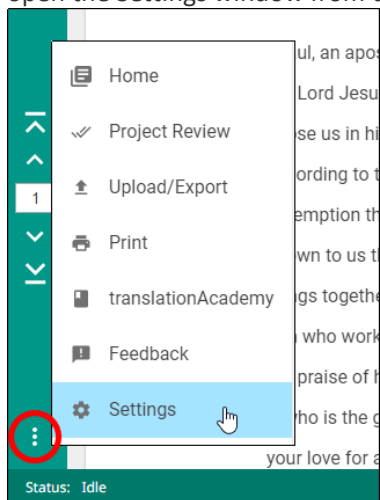 open the Settings window from
Home
Project Review
1
Upload/Export
Print
translationAcademy
Feedback
Settings
ul, an apos
Lord Jesu
ose us in hi
ording to t
emption th
wn to us t
gs togethe
who work
praise of h
ho is the g
your love for a
Status: Idle